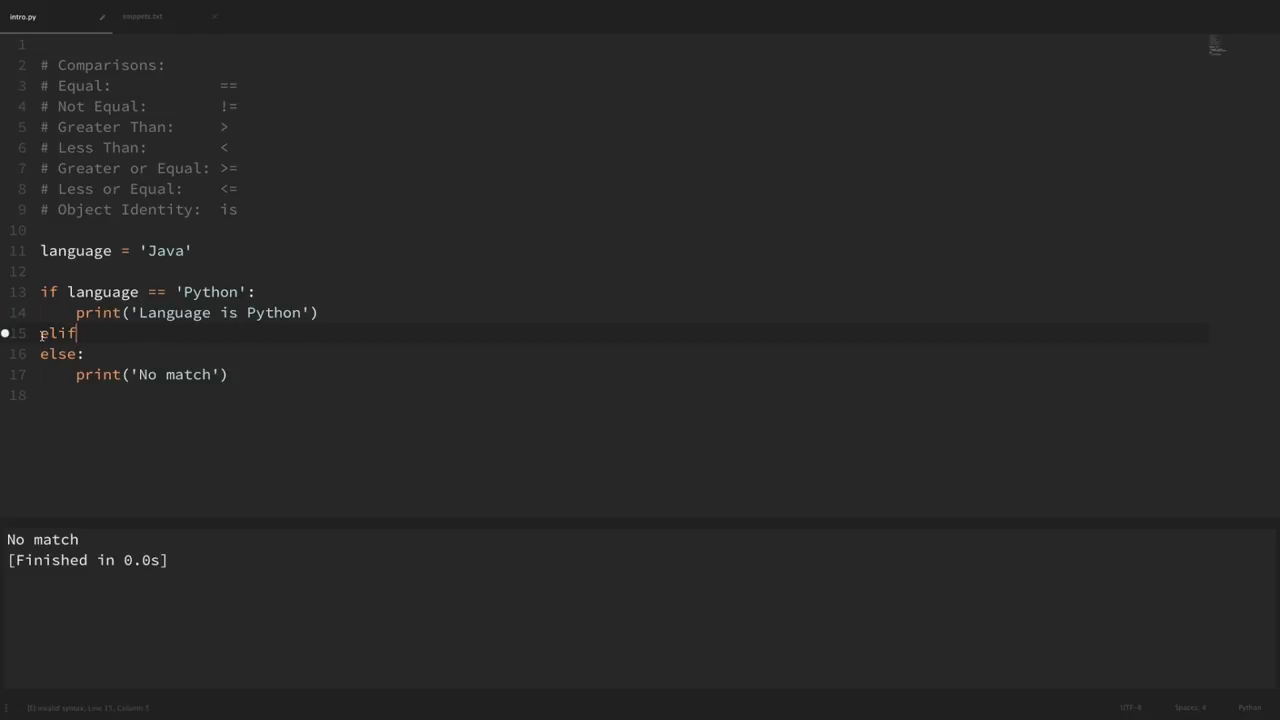 intro.py snippets.txt
1
2 # Comparisons:
3 # Equal:             ==
4 # Not Equal:         !=
5 # Greater Than:      >
6 # Less Than:         <
7 # Greater or Equal:  >=
8 # Less or Equal:     <=
9 # Object Identity:   is
10
11 language = 'Java'
12
13 if language == 'Python':
14     print('Language is Python')
15 elif
16 else:
17     print('No match')
18
No match
[Finished in 0.0s]
[E] invalid syntax, Line 15, Column 5 UTF-8 Spaces: 4 Python